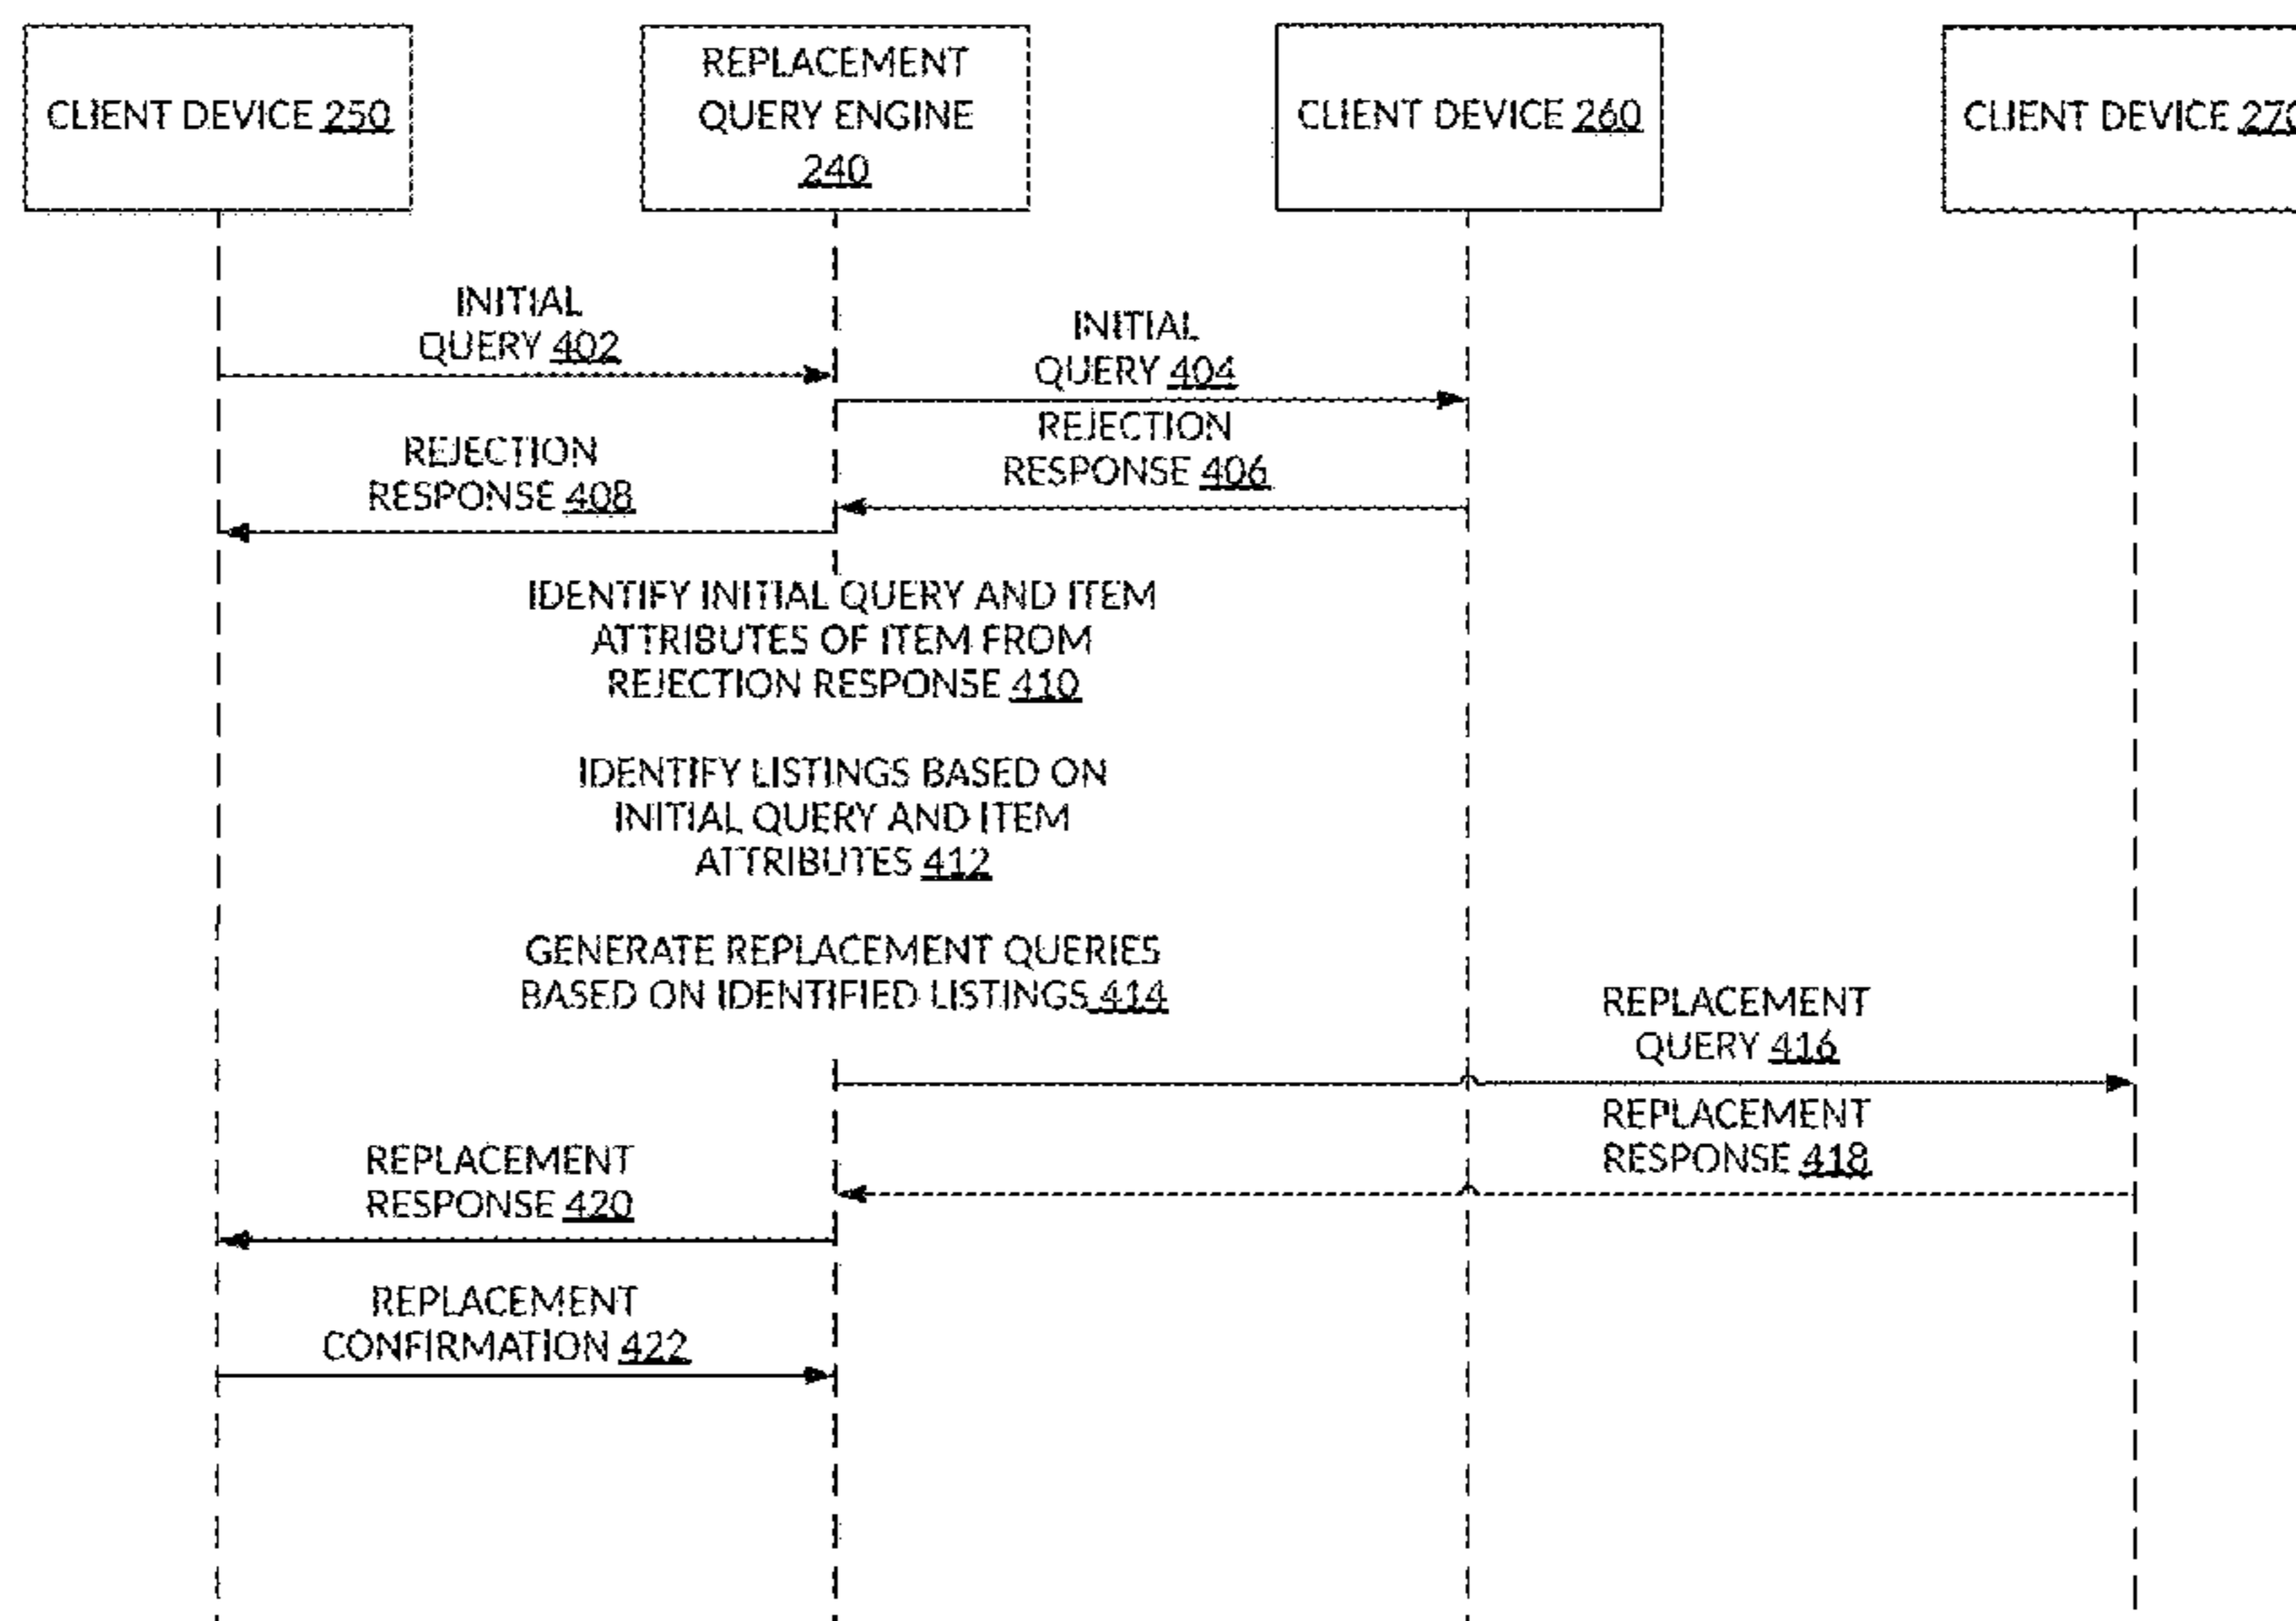 CLIENT DEVICE 250
REPLACEMENT
QUERY ENGINE
240
CLIENT DEVICE 260
CLIENT DEVICE 270
INITIAL
QUERY 402
INITIAL
QUERY 404
REJECTION
RESPONSE 406
REJECTION
RESPONSE 408
IDENTIFY INITIAL QUERY AND ITEM
ATTRIBUTES OF ITEM FROM
REJECTION RESPONSE 410
IDENTIFY LISTINGS BASED ON
INITIAL QUERY AND ITEM
ATTRIBUTES 412
GENERATE REPLACEMENT QUERIES
BASED ON IDENTIFIED LISTINGS 414
REPLACEMENT
QUERY 416
REPLACEMENT
RESPONSE 418
REPLACEMENT
RESPONSE 420
REPLACEMENT
CONFIRMATION 422